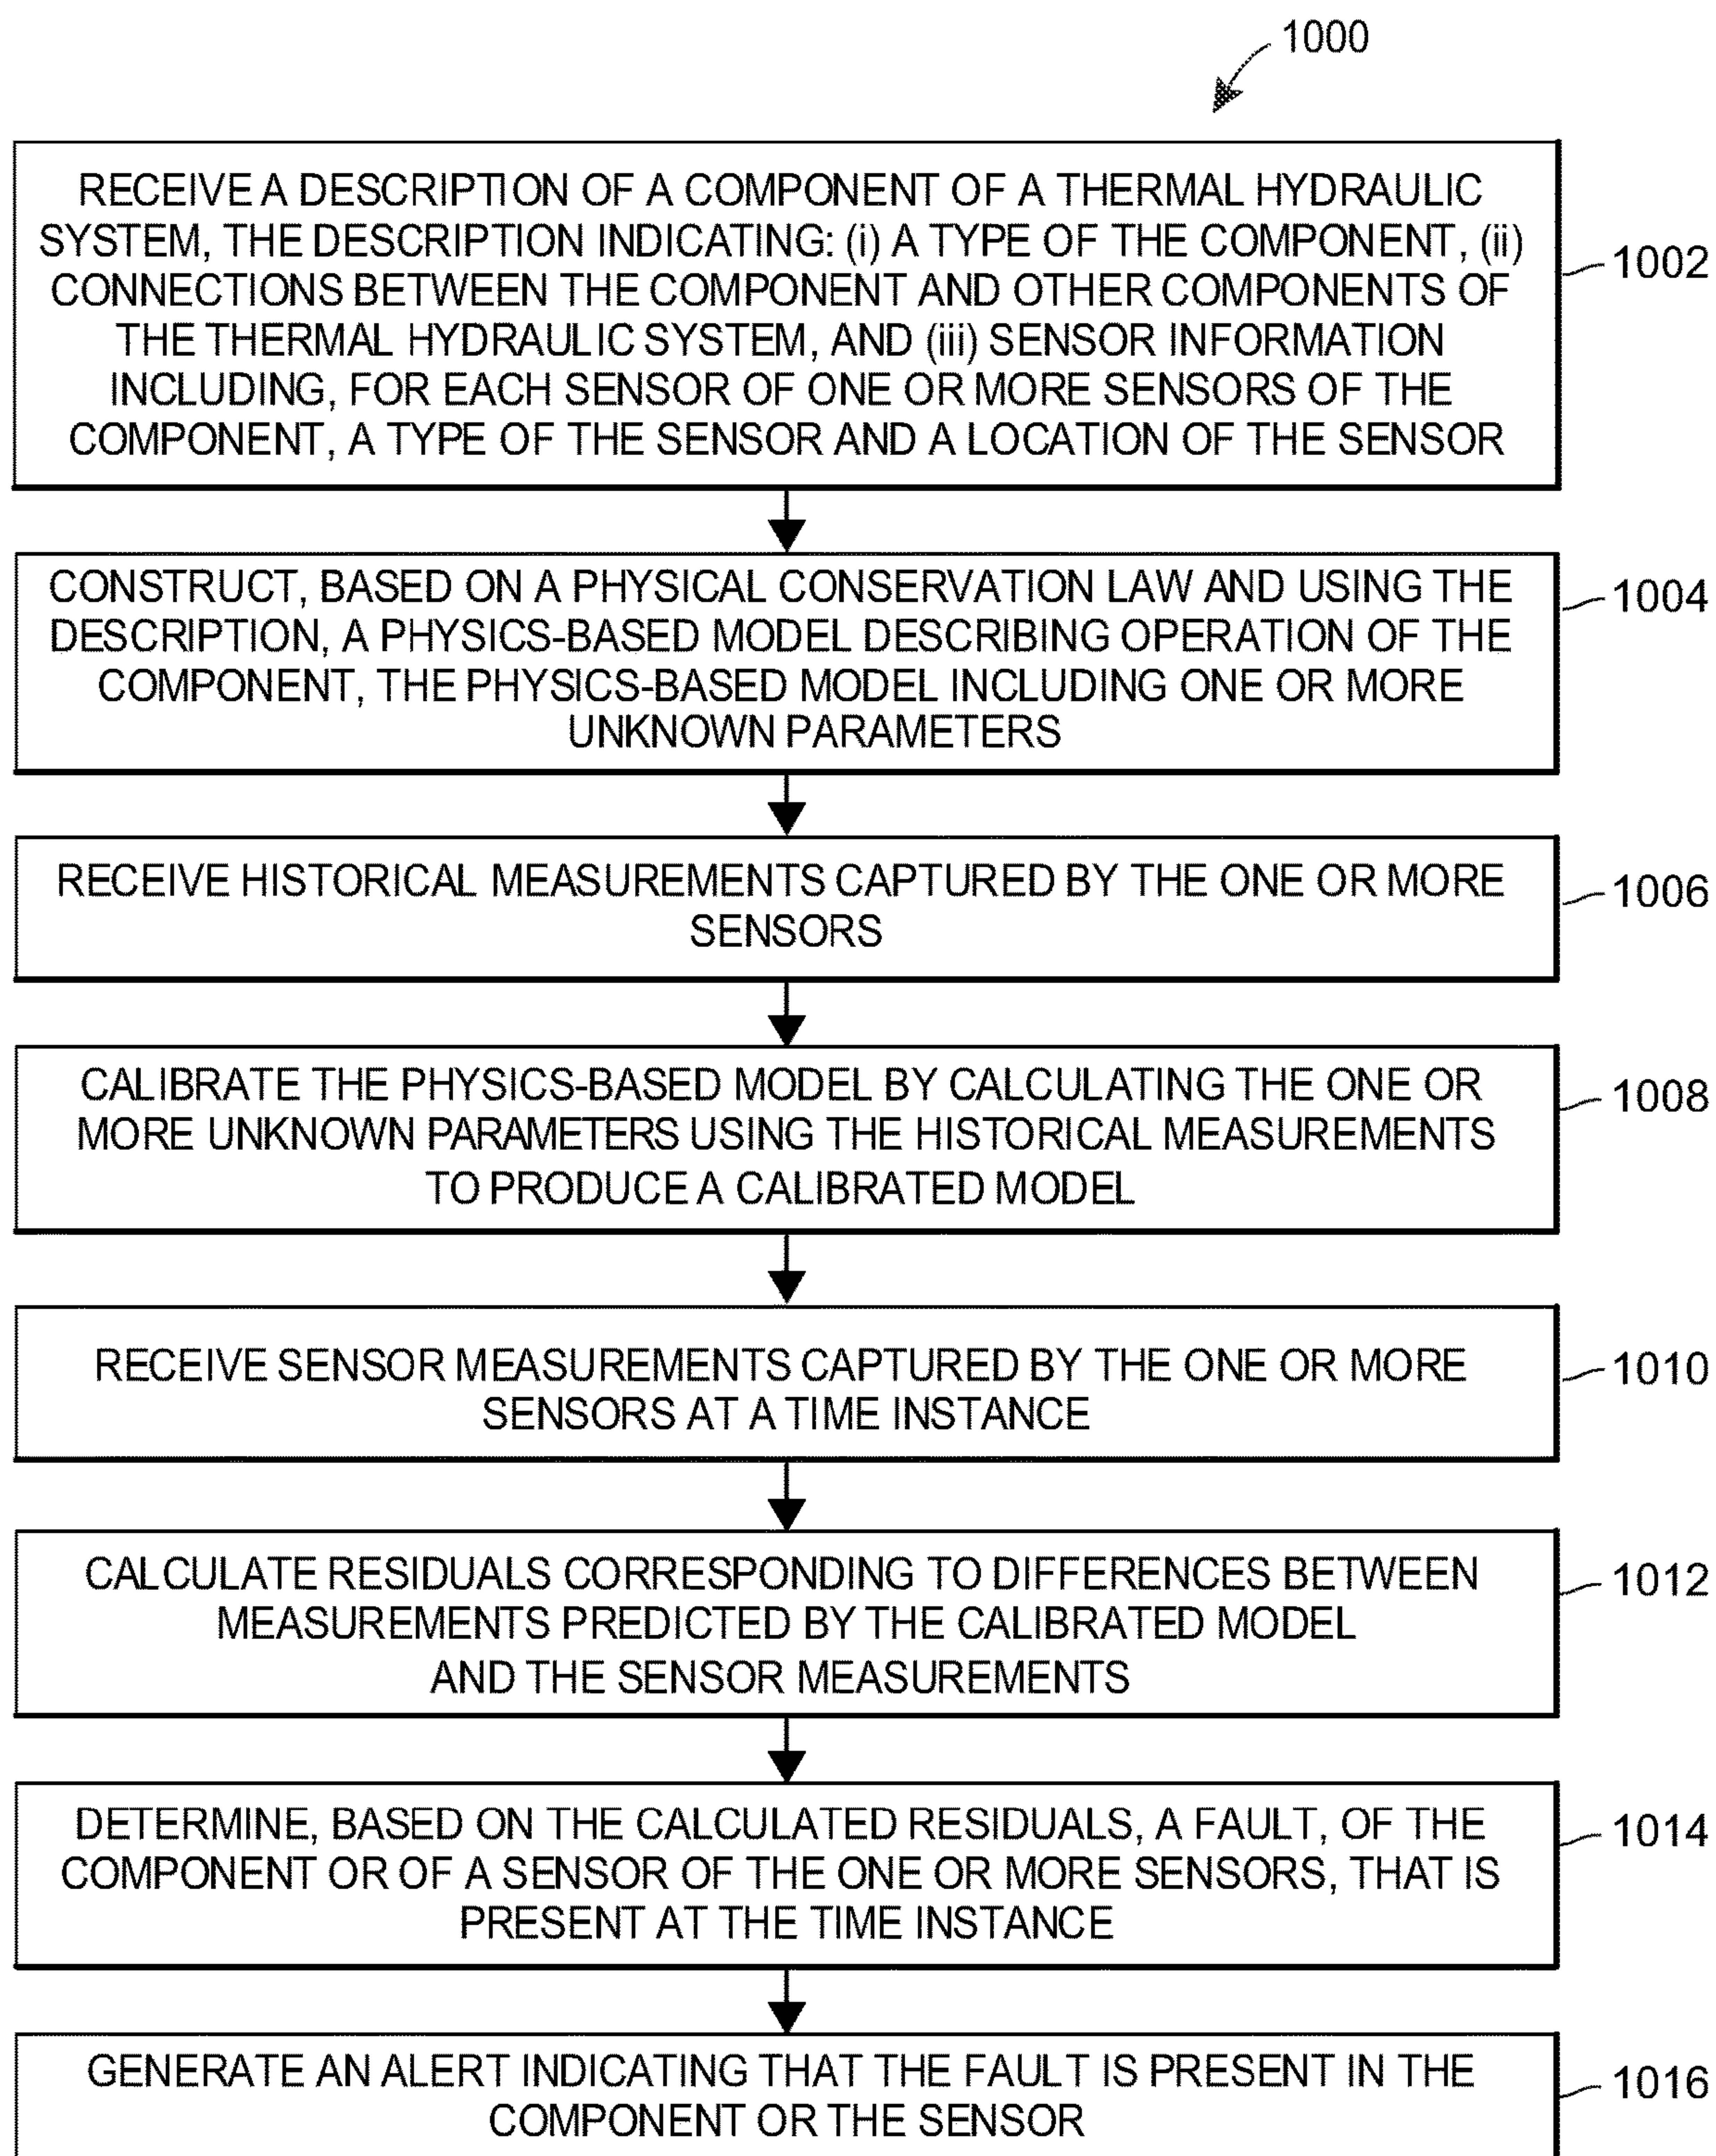 1000
RECEIVE A DESCRIPTION OF A COMPONENT OF A THERMAL HYDRAULIC
SYSTEM, THE DESCRIPTION INDICATING: (i) A TYPE OF THE COMPONENT, (ii)
CONNECTIONS BETWEEN THE COMPONENT AND OTHER COMPONENTS OF
THE THERMAL HYDRAULIC SYSTEM, AND (iii) SENSOR INFORMATION
INCLUDING, FOR EACH SENSOR OF ONE OR MORE SENSORS OF THE
COMPONENT, A TYPE OF THE SENSOR AND A LOCATION OF THE SENSOR
1002
CONSTRUCT, BASED ON A PHYSICAL CONSERVATION LAW AND USING THE
DESCRIPTION, A PHYSICS-BASED MODEL DESCRIBING OPERATION OF THE
COMPONENT, THE PHYSICS-BASED MODEL INCLUDING ONE OR MORE
UNKNOWN PARAMETERS
1004
RECEIVE HISTORICAL MEASUREMENTS CAPTURED BY THE ONE OR MORE
SENSORS
1006
CALIBRATE THE PHYSICS-BASED MODEL BY CALCULATING THE ONE OR
MORE UNKNOWN PARAMETERS USING THE HISTORICAL MEASUREMENTS
TO PRODUCE A CALIBRATED MODEL
1008
RECEIVE SENSOR MEASUREMENTS CAPTURED BY THE ONE OR MORE
SENSORS AT A TIME INSTANCE
1010
CALCULATE RESIDUALS CORRESPONDING TO DIFFERENCES BETWEEN
MEASUREMENTS PREDICTED BY THE CALIBRATED MODEL
AND THE SENSOR MEASUREMENTS
1012
DETERMINE, BASED ON THE CALCULATED RESIDUALS, A FAULT, OF THE
COMPONENT OR OF A SENSOR OF THE ONE OR MORE SENSORS, THAT IS
PRESENT AT THE TIME INSTANCE
1014
GENERATE AN ALERT INDICATING THAT THE FAULT IS PRESENT IN THE
COMPONENT OR THE SENSOR
1016